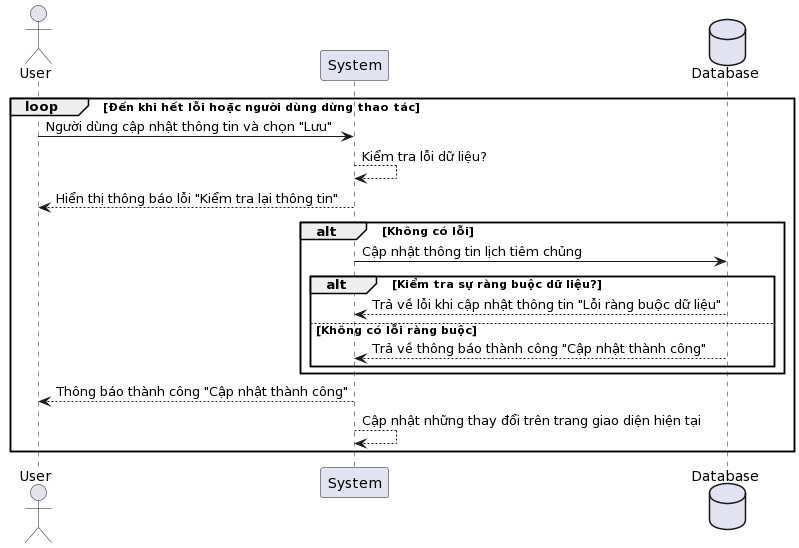 User
System
Database
loop [Đến khi hết lỗi hoặc người dùng dừng thao tác]
Người dùng cập nhật thông tin và chọn "Lưu"
Kiểm tra lỗi dữ liệu?
Hiển thị thông báo lỗi "Kiểm tra lại thông tin"
alt [Không có lỗi]
Cập nhật thông tin lịch tiêm chủng
alt [Kiểm tra sự ràng buộc dữ liệu?]
Trả về lỗi khi cập nhật thông tin "Lỗi ràng buộc dữ liệu"
[Không có lỗi ràng buộc]
Trả về thông báo thành công "Cập nhật thành công"
Thông báo thành công "Cập nhật thành công"
Cập nhật những thay đổi trên trang giao diện hiện tại
User
System
Database